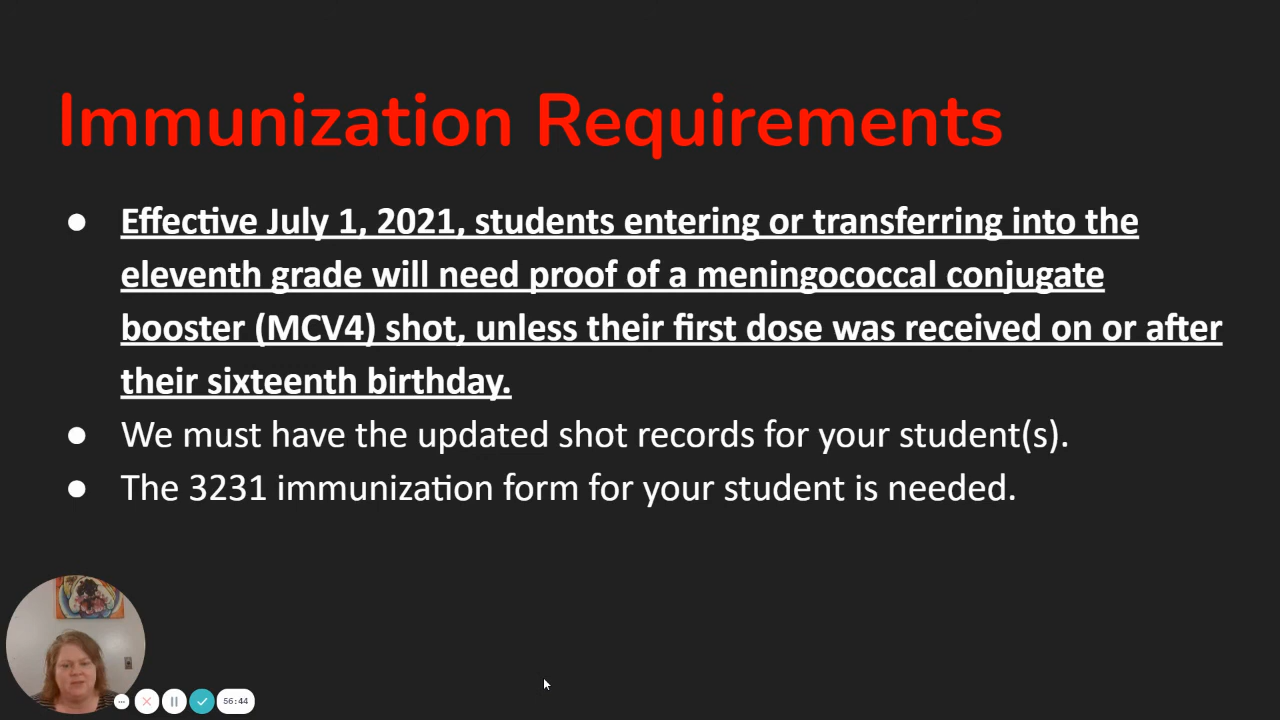 Immunization Requirements
● Effective July 1, 2021, students entering or transferring into the
eleventh grade will need proof of a meningococcal conjugate
booster (MCV4) shot, unless their first dose was received on or after
their sixteenth birthday.
● We must have the updated shot records for your student(s).
● The 3231 immunization form for your student is needed.
56:44